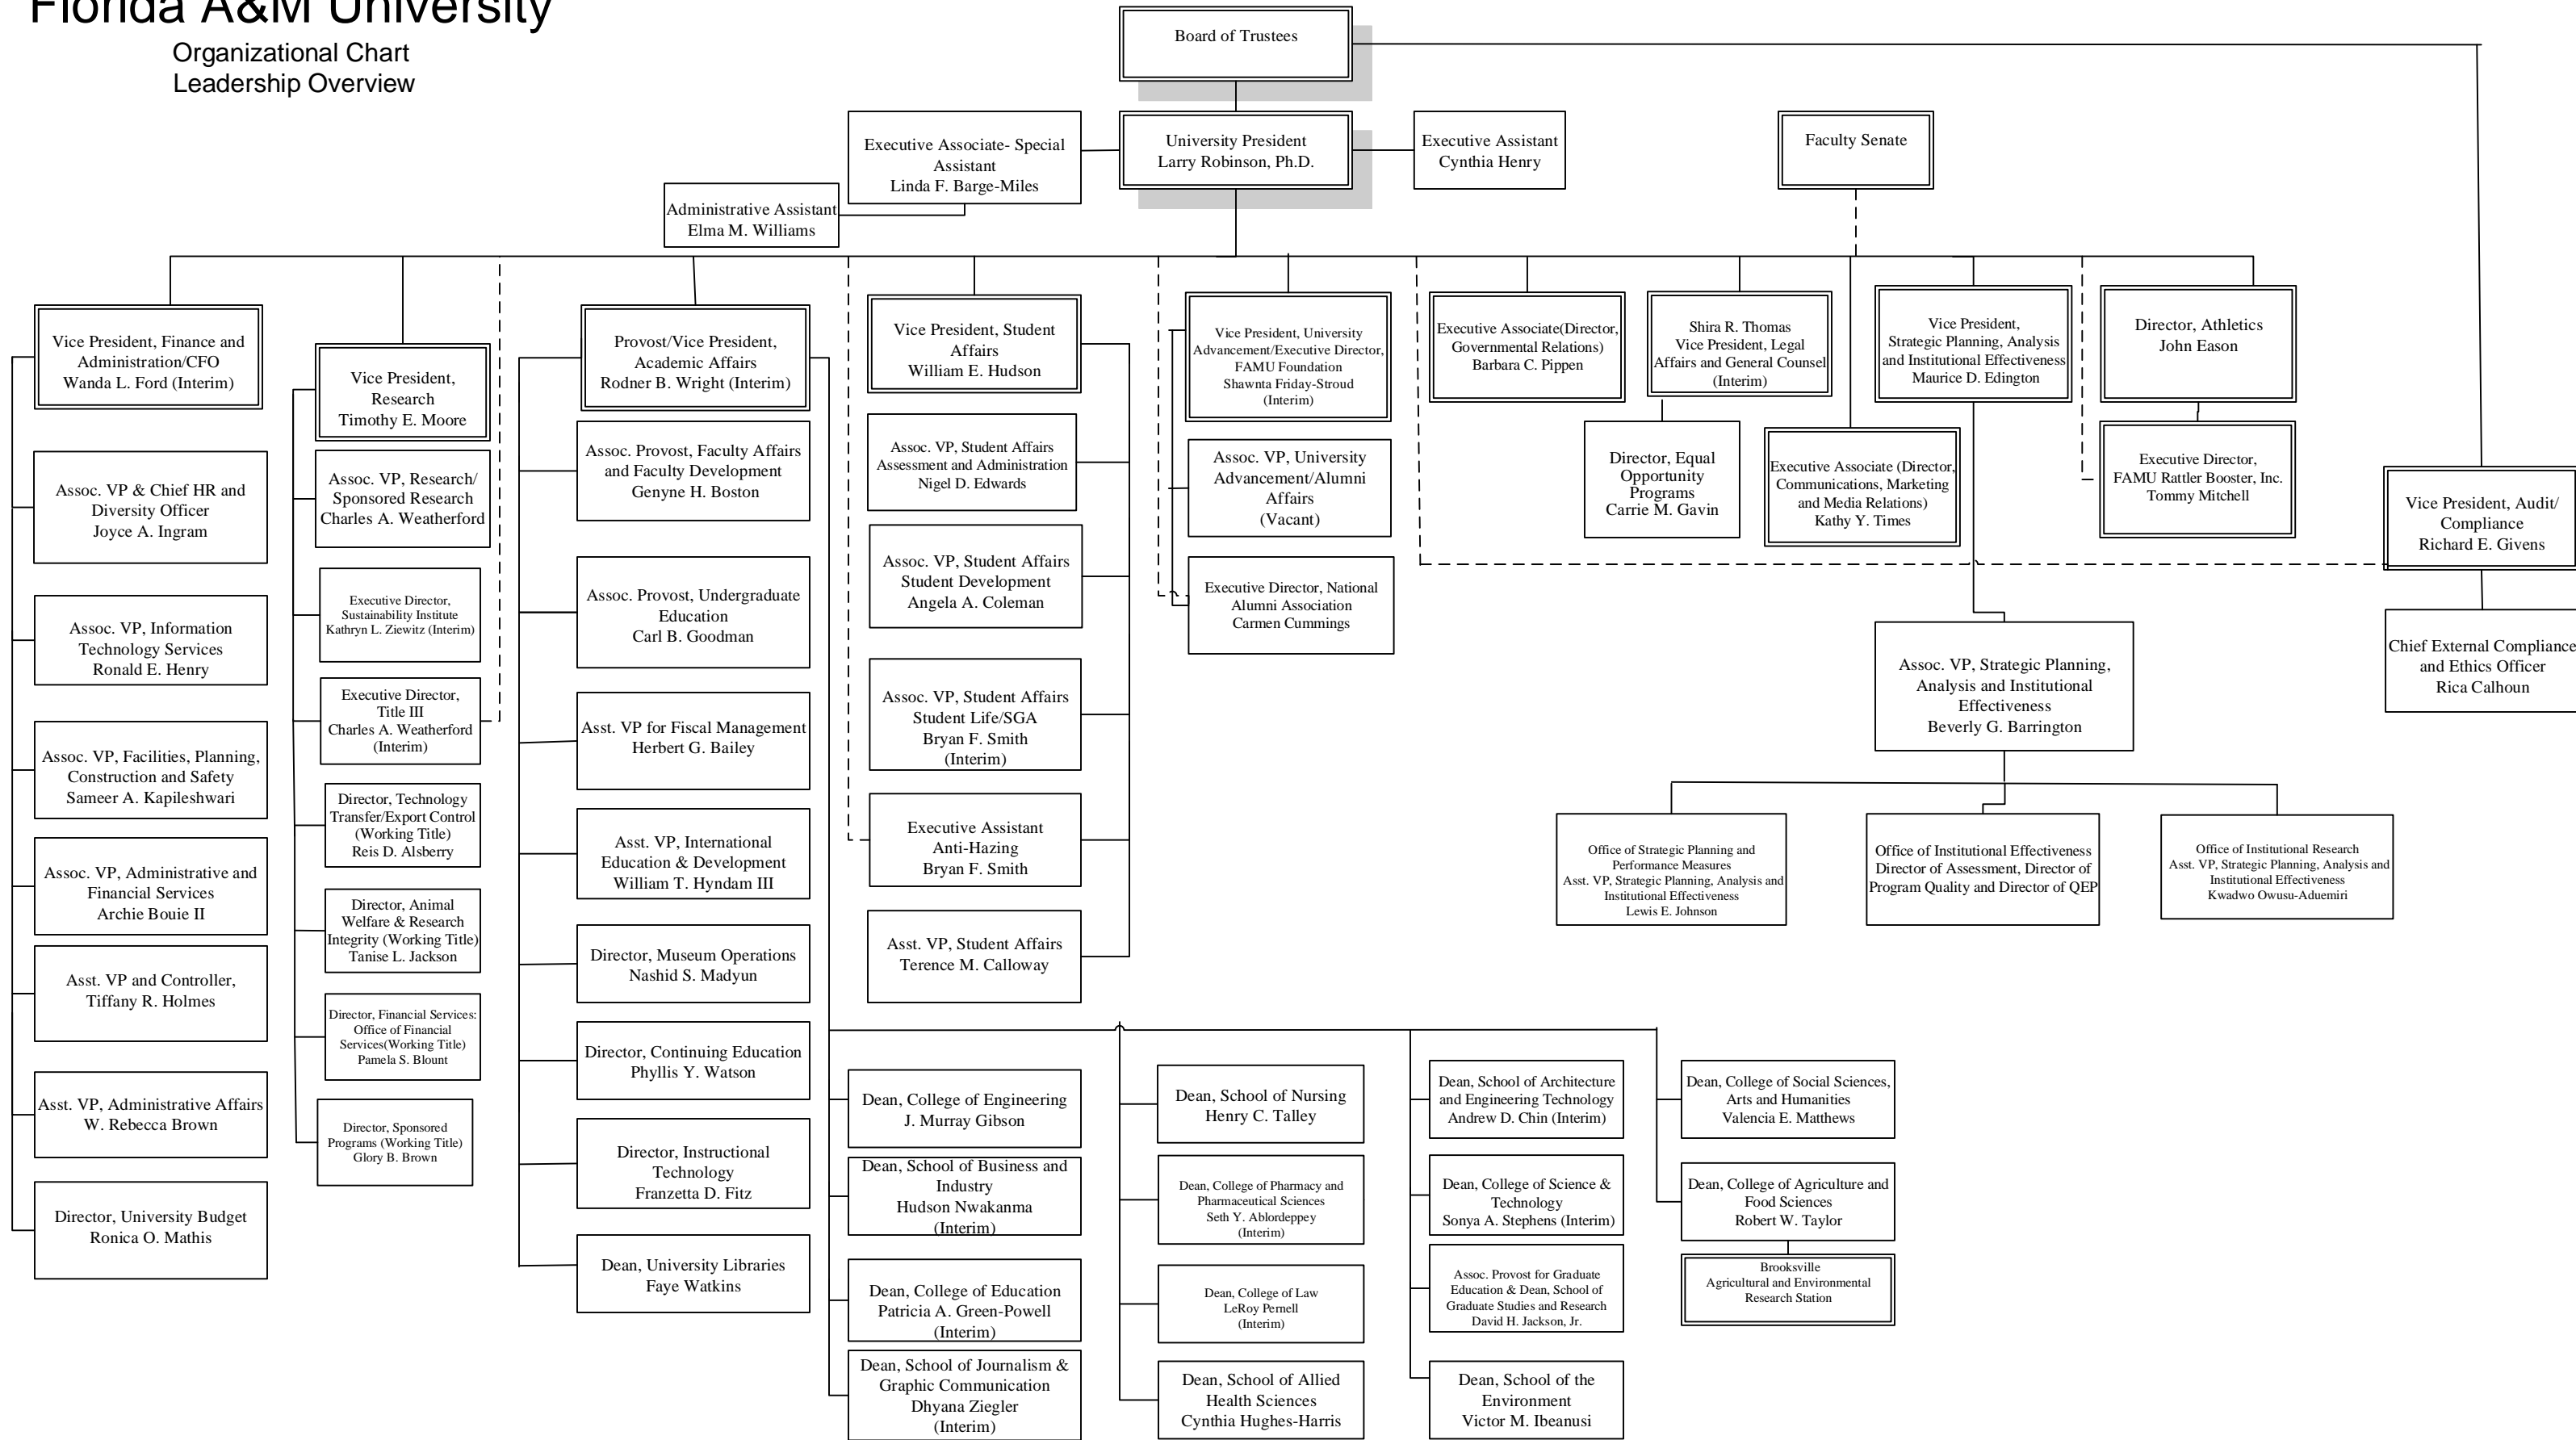 Florida A&M University
Organizational Chart
Leadership Overview
Board of Trustees
Executive Associate- Special
Assistant
Linda F. Barge-Miles
University President
Larry Robinson, Ph.D.
Executive Assistant
Cynthia Henry
Faculty Senate
Administrative Assistant
Elma M. Williams
Vice President, Finance and
Administration/CFO
Wanda L. Ford (Interim)
Assoc. VP & Chief HR and
Diversity Officer
Joyce A. Ingram
Assoc. VP, Information
Technology Services
Ronald E. Henry
Assoc. VP, Facilities, Planning,
Construction and Safety
Sameer A. Kapileshwari
Assoc. VP, Administrative and
Financial Services
Archie Bouie II
Asst. VP and Controller,
Tiffany R. Holmes
Asst. VP, Administrative Affairs
W. Rebecca Brown
Director, University Budget
Ronica O. Mathis
Vice President,
Research
Timothy E. Moore
Assoc. VP, Research/
Sponsored Research
Charles A. Weatherford
Executive Director,
Sustainability Institute
Kathryn L. Ziewitz (Interim)
Executive Director,
Title III
Charles A. Weatherford
(Interim)
Director, Technology
Transfer/Export Control
(Working Title)
Reis D. Alsberry
Director, Animal
Welfare & Research
Integrity (Working Title)
Tanise L. Jackson
Director, Financial Services:
Office of Financial
Services(Working Title)
Pamela S. Blount
Director, Sponsored
Programs (Working Title)
Glory B. Brown
Provost/Vice President,
Academic Affairs
Rodner B. Wright (Interim)
Assoc. Provost, Faculty Affairs
and Faculty Development
Genyne H. Boston
Assoc. Provost, Undergraduate
Education
Carl B. Goodman
Asst. VP for Fiscal Management
Herbert G. Bailey
Asst. VP, International
Education & Development
William T. Hyndam III
Director, Museum Operations
Nashid S. Madyun
Director, Continuing Education
Phyllis Y. Watson
Director, Instructional
Technology
Franzetta D. Fitz
Dean, University Libraries
Faye Watkins
Vice President, Student
Affairs
William E. Hudson
Assoc. VP, Student Affairs
Assessment and Administration
Nigel D. Edwards
Assoc. VP, Student Affairs
Student Development
Angela A. Coleman
Assoc. VP, Student Affairs
Student Life/SGA
Bryan F. Smith
(Interim)
Executive Assistant
Anti-Hazing
Bryan F. Smith
Asst. VP, Student Affairs
Terence M. Calloway
Vice President, University
Advancement/Executive Director,
FAMU Foundation
Shawnta Friday-Stroud
(Interim)
Assoc. VP, University
Advancement/Alumni
Affairs
(Vacant)
Executive Director, National
Alumni Association
Carmen Cummings
Executive Associate(Director,
Governmental Relations)
Barbara C. Pippen
Shira R. Thomas
Vice President, Legal
Affairs and General Counsel
(Interim)
Director, Equal
Opportunity
Programs
Carrie M. Gavin
Executive Associate (Director,
Communications, Marketing
and Media Relations)
Kathy Y. Times
Vice President,
Strategic Planning, Analysis
and Institutional Effectiveness
Maurice D. Edington
Director, Athletics
John Eason
Executive Director,
FAMU Rattler Booster, Inc.
Tommy Mitchell
Vice President, Audit/
Compliance
Richard E. Givens
Chief External Compliance
and Ethics Officer
Rica Calhoun
Assoc. VP, Strategic Planning,
Analysis and Institutional
Effectiveness
Beverly G. Barrington
Office of Strategic Planning and
Performance Measures
Asst. VP, Strategic Planning, Analysis and
Institutional Effectiveness
Lewis E. Johnson
Office of Institutional Effectiveness
Director of Assessment, Director of
Program Quality and Director of QEP
Office of Institutional Research
Asst. VP, Strategic Planning, Analysis and
Institutional Effectiveness
Kwadwo Owusu-Aduemiri
Dean, College of Engineering
J. Murray Gibson
Dean, School of Business and
Industry
Hudson Nwakanma
(Interim)
Dean, College of Education
Patricia A. Green-Powell
(Interim)
Dean, School of Journalism &
Graphic Communication
Dhyana Ziegler
(Interim)
Dean, School of Nursing
Henry C. Talley
Dean, College of Pharmacy and
Pharmaceutical Sciences
Seth Y. Ablordeppey
(Interim)
Dean, College of Law
LeRoy Pernell
(Interim)
Dean, School of Allied
Health Sciences
Cynthia Hughes-Harris
Dean, School of Architecture
and Engineering Technology
Andrew D. Chin (Interim)
Dean, College of Science &
Technology
Sonya A. Stephens (Interim)
Assoc. Provost for Graduate
Education & Dean, School of
Graduate Studies and Research
David H. Jackson, Jr.
Dean, School of the
Environment
Victor M. Ibeanusi
Dean, College of Social Sciences,
Arts and Humanities
Valencia E. Matthews
Dean, College of Agriculture and
Food Sciences
Robert W. Taylor
Brooksville
Agricultural and Environmental
Research Station